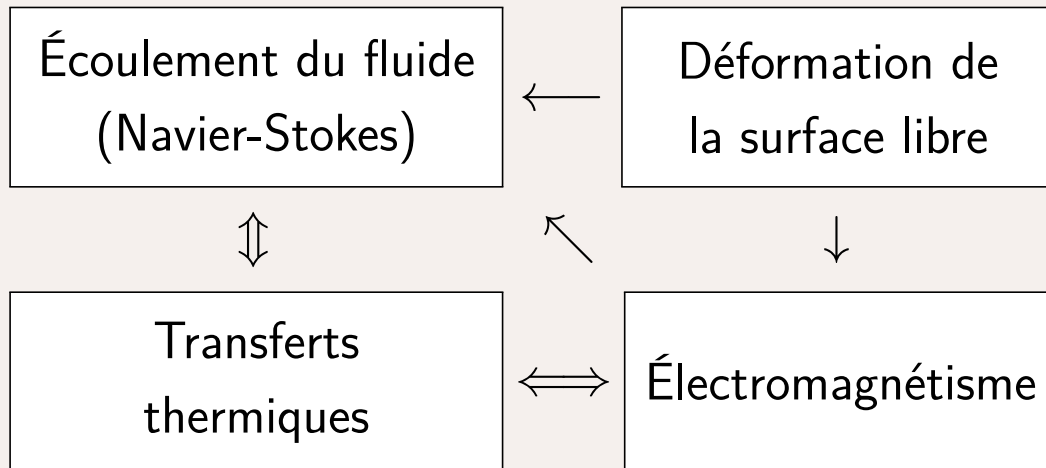 Écoulement du fluide
(Navier-Stokes)
Déformation de
la surface libre
Transferts
thermiques
Électromagnétisme